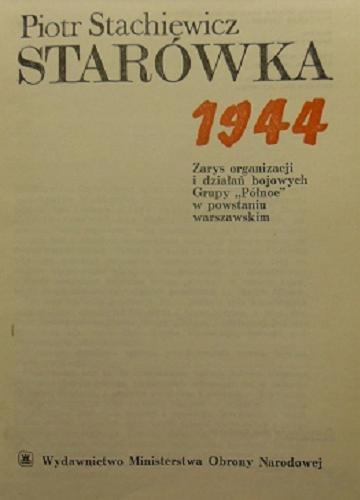 Piotr Stachiewicz
STARÓWKA
1944
Zarys organizacji
i działań bojowych
Grupy „Północ”
w powstaniu
warszawskim
Wydawnictwo Ministerstwa Obrony Narodowej